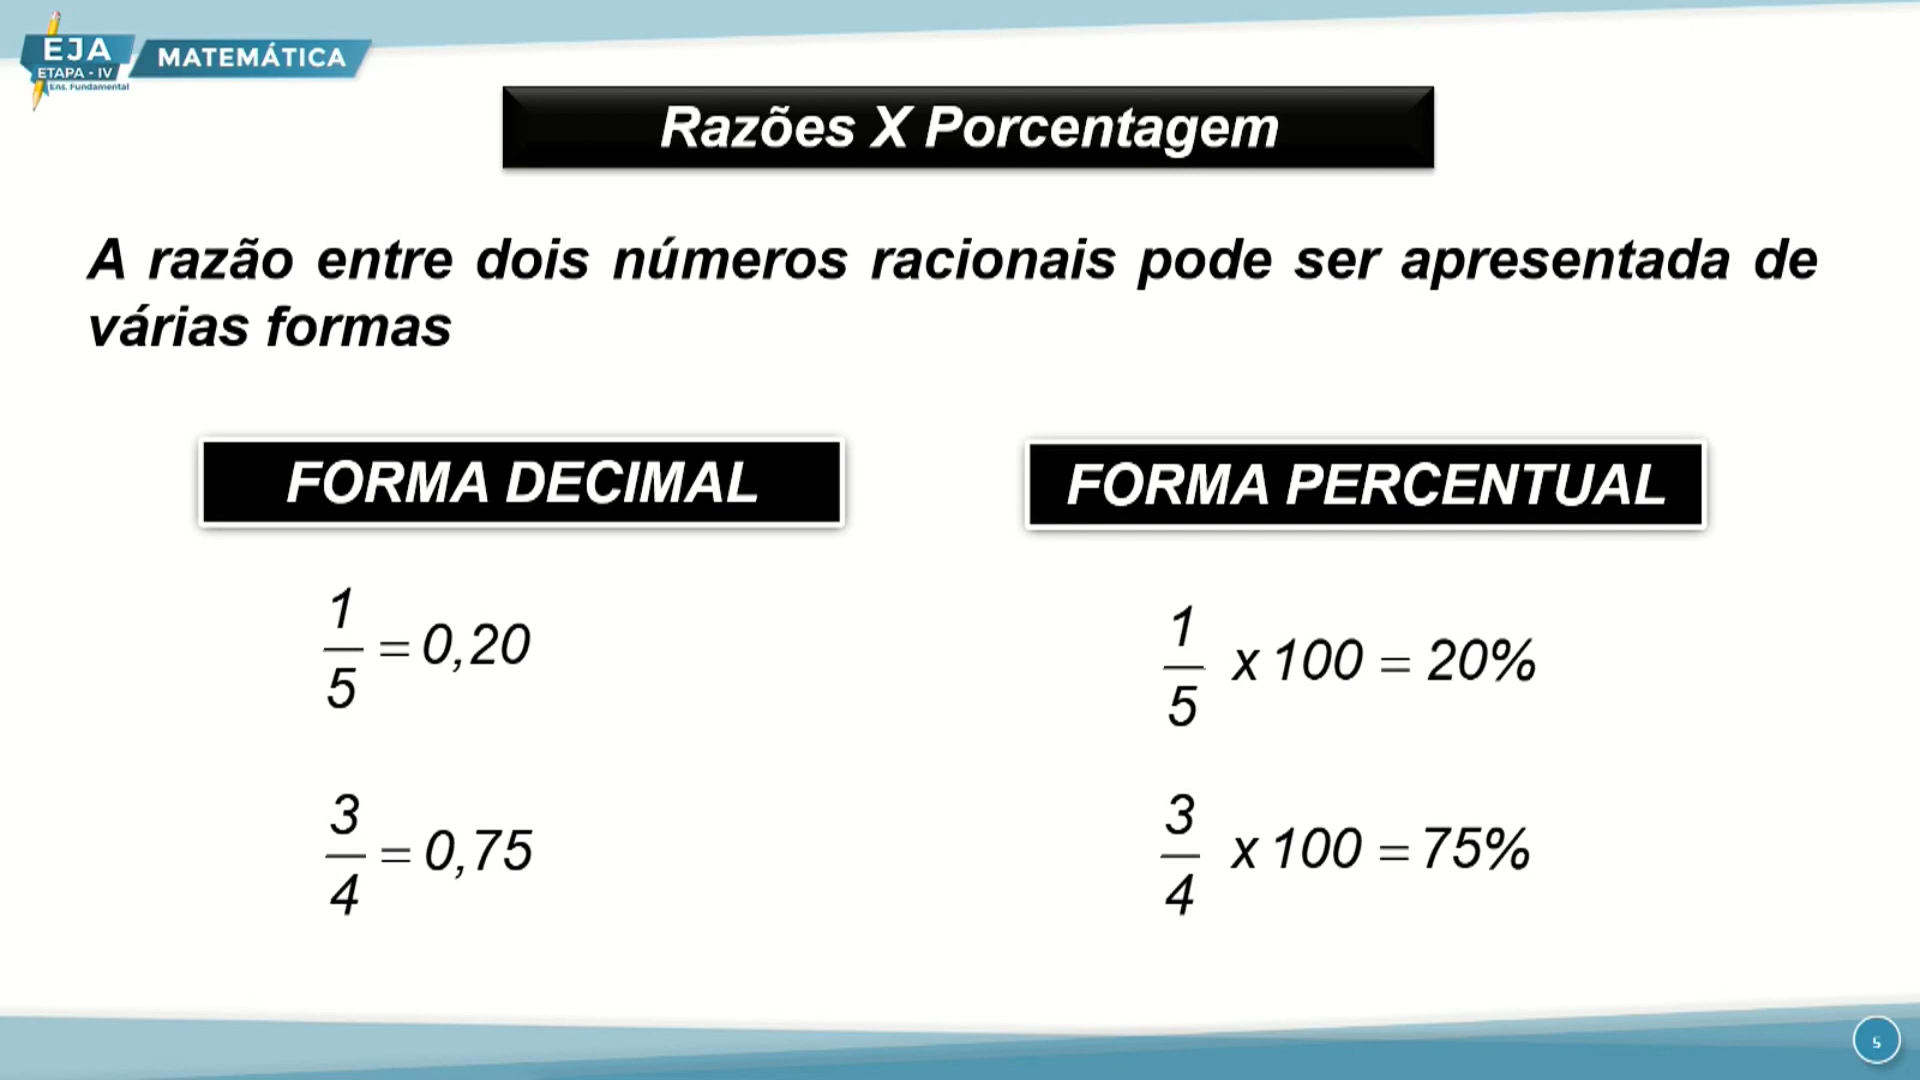 EJA
ETAPA - IV
Ens. Fundamental
MATEMÁTICA
Razões X Porcentagem
A razão entre dois números racionais pode ser apresentada de
várias formas
FORMA DECIMAL
FORMA PERCENTUAL
1/5 = 0,20
1/5 x 100 = 20%
3/4 = 0,75
3/4 x 100 = 75%
5